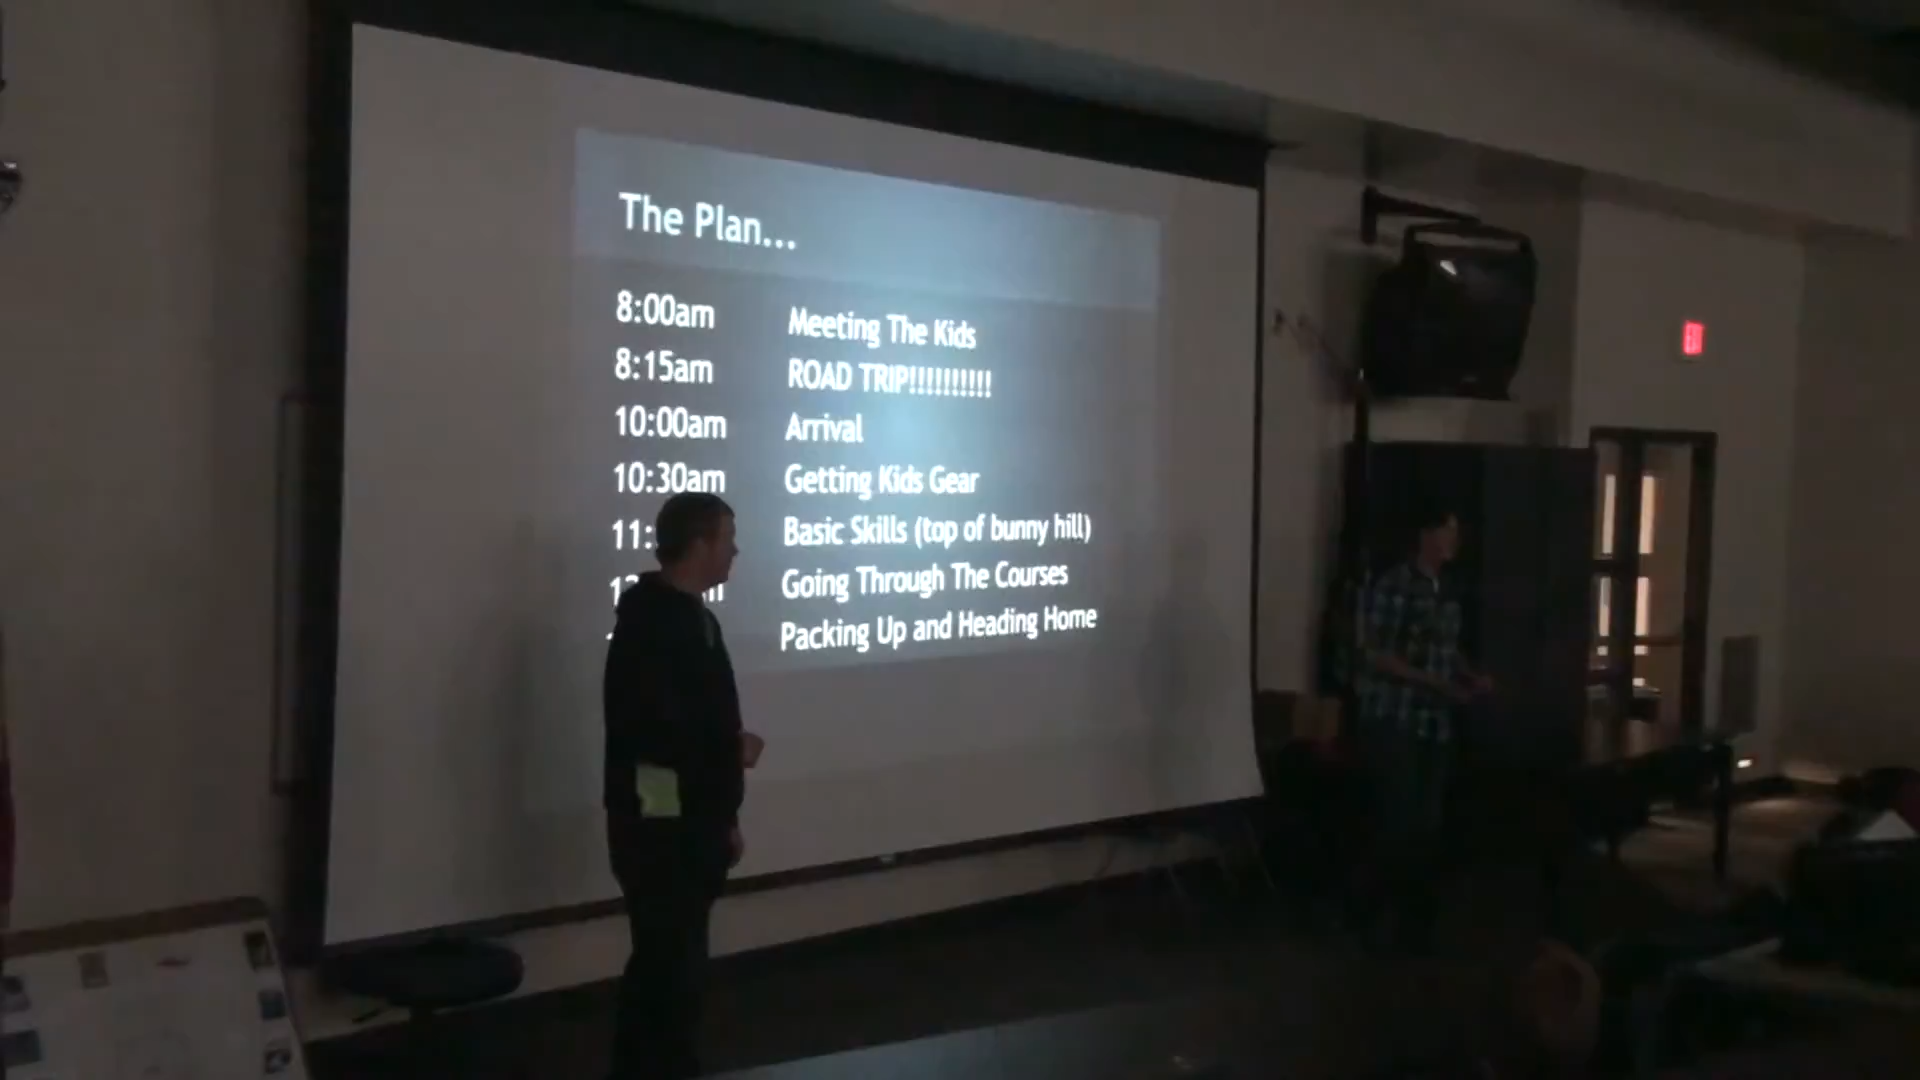 The Plan...
8:00am Meeting The Kids
8:15am ROAD TRIP!!!!!!!!!!
10:00am Arrival
10:30am Getting Kids Gear
11: Basic Skills (top of bunny hill)
Going Through The Courses
Packing Up and Heading Home